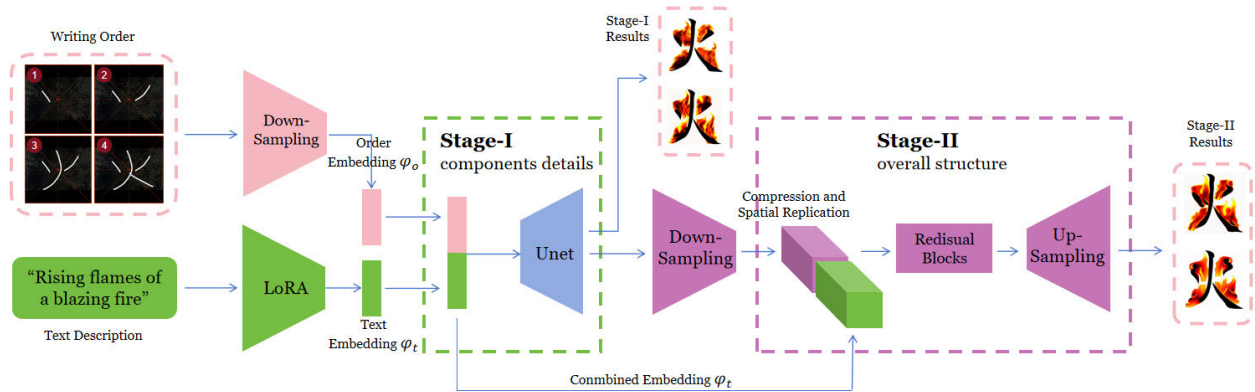 Writing Order
1
2
3
4
Down-
Sampling
Order
Embedding φo
“Rising flames of
a blazing fire”
Text Description
LoRA
Text
Embedding φt
Stage-I
components details
Unet
Stage-I
Results
火
火
Down-
Sampling
Stage-II
overall structure
Compression and
Spatial Replication
Redisual
Blocks
Up-
Sampling
Conmbined Embedding φt
Stage-II
Results
火
火